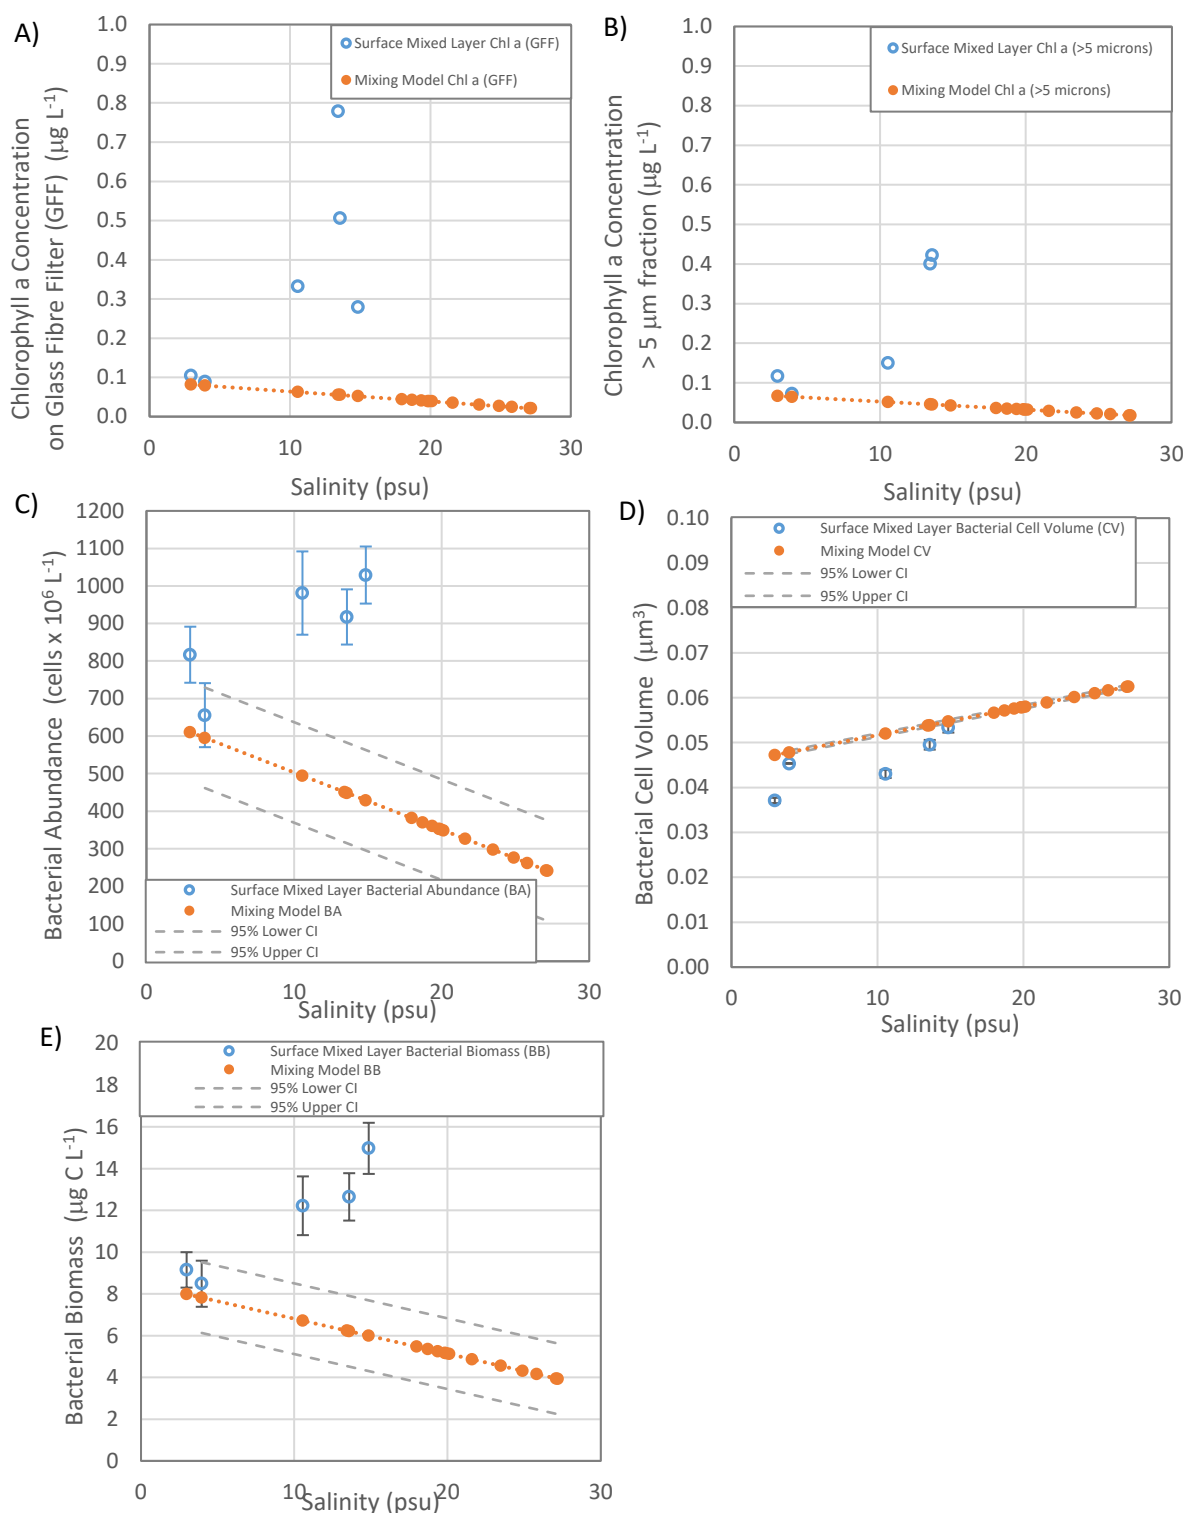 A)
Chlorophyll a Concentration
on Glass Fibre Filter (GFF) (µg L-1)
1.0
0.9
0.8
0.7
0.6
0.5
0.4
0.3
0.2
0.1
0.0
Surface Mixed Layer Chl a (GFF)
Mixing Model Chl a (GFF)
0 10 20 30
Salinity (psu)
B)
Chlorophyll a Concentration
> 5 µm fraction (µg L-1)
1.0
0.9
0.8
0.7
0.6
0.5
0.4
0.3
0.2
0.1
0.0
Surface Mixed Layer Chl a (>5 microns)
Mixing Model Chl a (>5 microns)
0 10 20 30
Salinity (psu)
C)
Bacterial Abundance (cells x 10⁶ L-1)
1200
1100
1000
900
800
700
600
500
400
300
200
100
0
Surface Mixed Layer Bacterial Abundance (BA)
Mixing Model BA
95% Lower CI
95% Upper CI
0 10 20 30
Salinity (psu)
D)
Bacterial Cell Volume (µm³)
0.10
0.09
0.08
0.07
0.06
0.05
0.04
0.03
0.02
0.01
0.00
Surface Mixed Layer Bacterial Cell Volume (CV)
Mixing Model CV
95% Lower CI
95% Upper CI
0 10 20 30
Salinity (psu)
E)
Bacterial Biomass (µg C L-1)
20
18
16
14
12
10
8
6
4
2
0
Surface Mixed Layer Bacterial Biomass (BB)
Mixing Model BB
95% Lower CI
95% Upper CI
0 10 20 30
Salinity (psu)